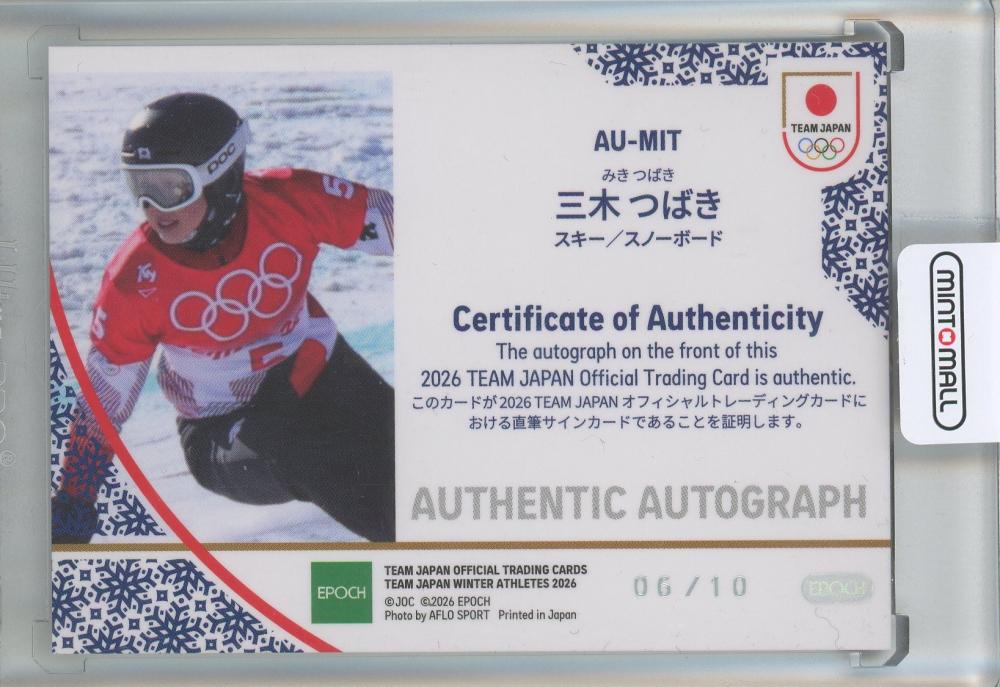 AU-MIT
みきつばき
三木 つばき
スキー／スノーボード
TEAM JAPAN
POC
5
5
Certificate of Authenticity
The autograph on the front of this
2026 TEAM JAPAN Official Trading Card is authentic.
このカードが2026 TEAM JAPAN オフィシャルトレーディングカードに
おける直筆サインカードであることを証明します。
AUTHENTIC AUTOGRAPH
EPOCH
TEAM JAPAN OFFICIAL TRADING CARDS
TEAM JAPAN WINTER ATHLETES 2026
©JOC ©2026 EPOCH
Photo by AFLO SPORT Printed in Japan
06/10
EPOCH
MINT MALL